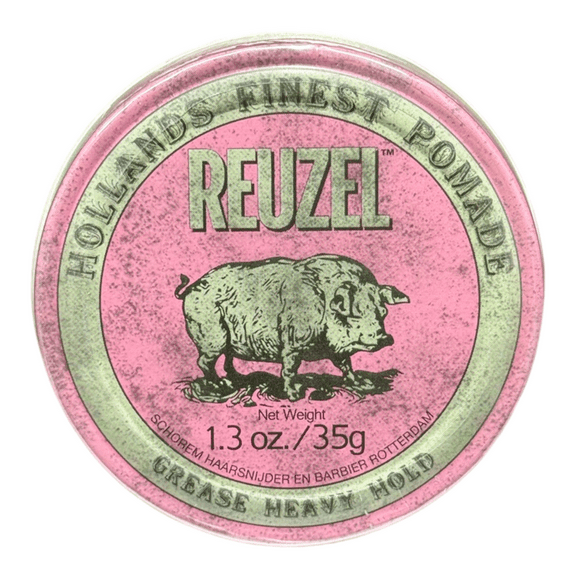 HOLLANDS FINEST POMADE
REUZEL™
Net Weight
1.3 oz./35g
SCHOREM HAARSNIJDER EN BARBIER ROTTERDAM
GREASE HEAVY HOLD